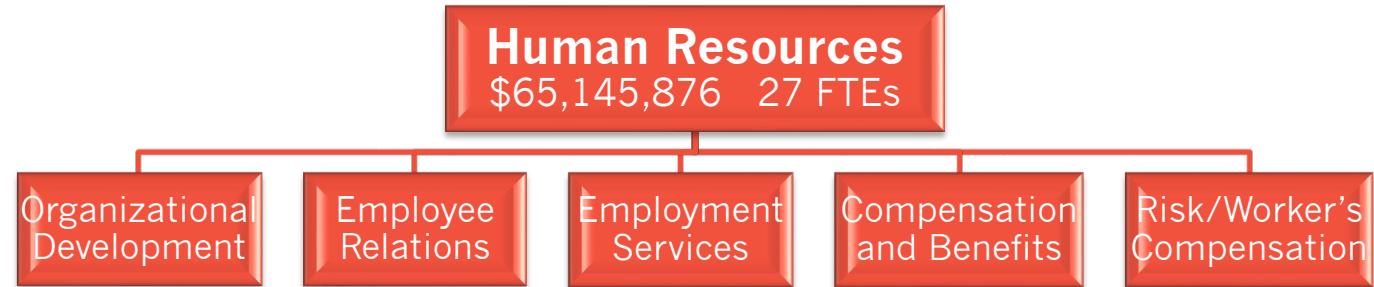 Human Resources
$65,145,876 27 FTEs
Organizational
Development
Employee
Relations
Employment
Services
Compensation
and Benefits
Risk/Worker’s
Compensation